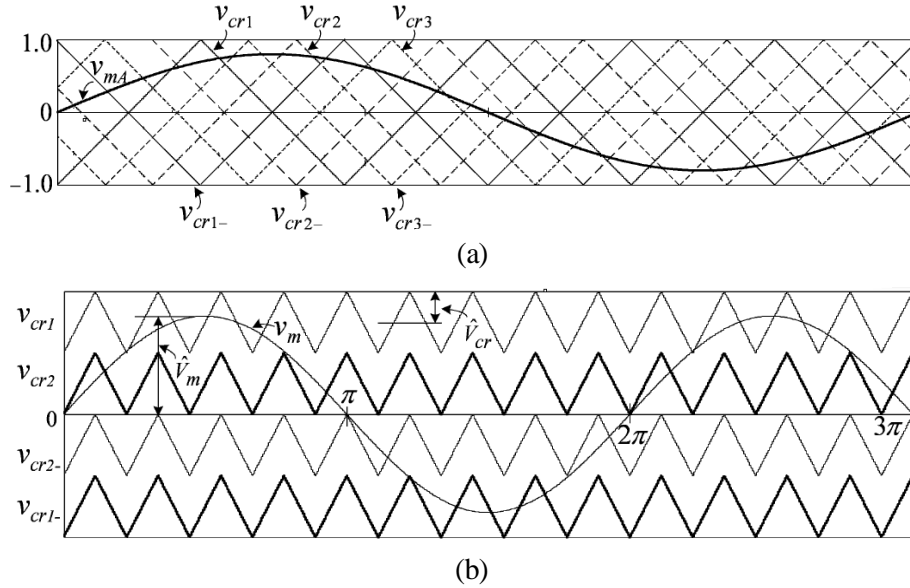 v_cr1 v_cr2 v_cr3
1.0
v_mA
0
−1.0
v_cr1− v_cr2− v_cr3−
(a)
v_cr1
v_m
V̂_cr
v_cr2
V̂_m
π
0
2π
3π
v_cr2-
v_cr1-
(b)